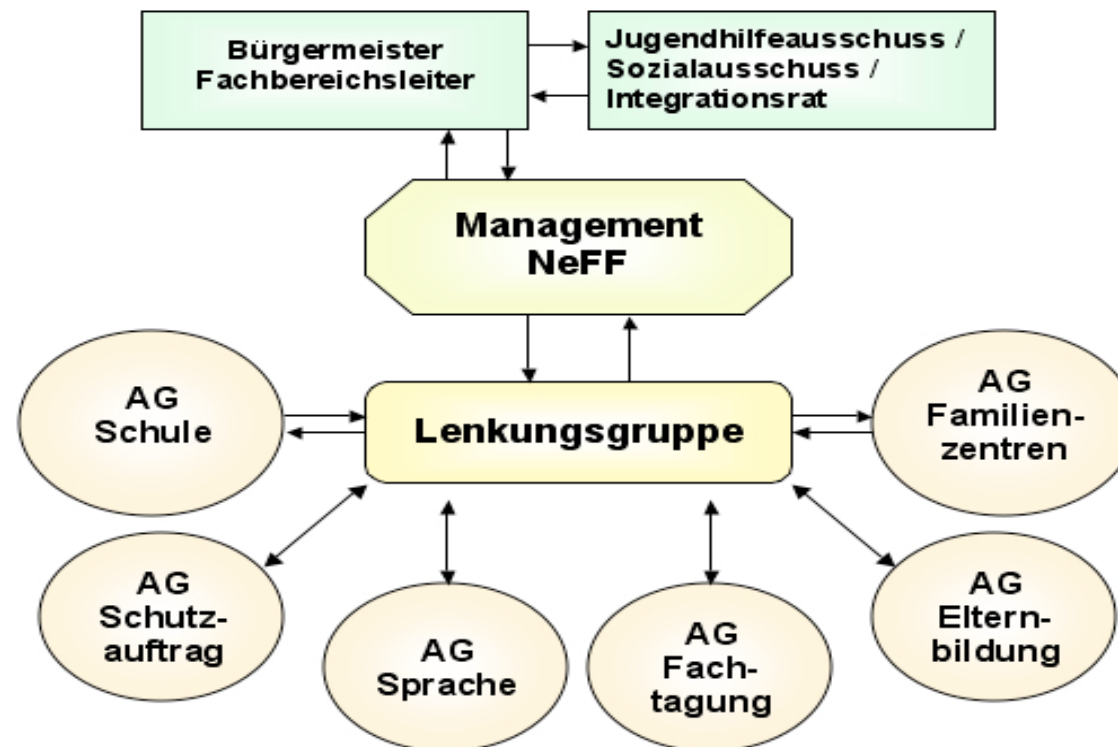 Bürgermeister
Fachbereichsleiter
Jugendhilfeausschuss /
Sozialausschuss /
Integrationsrat
Management
NeFF
AG
Schule
Lenkungsgruppe
AG
Familien-
zentren
AG
Schutz-
auftrag
AG
Sprache
AG
Fach-
tagung
AG
Eltern-
bildung